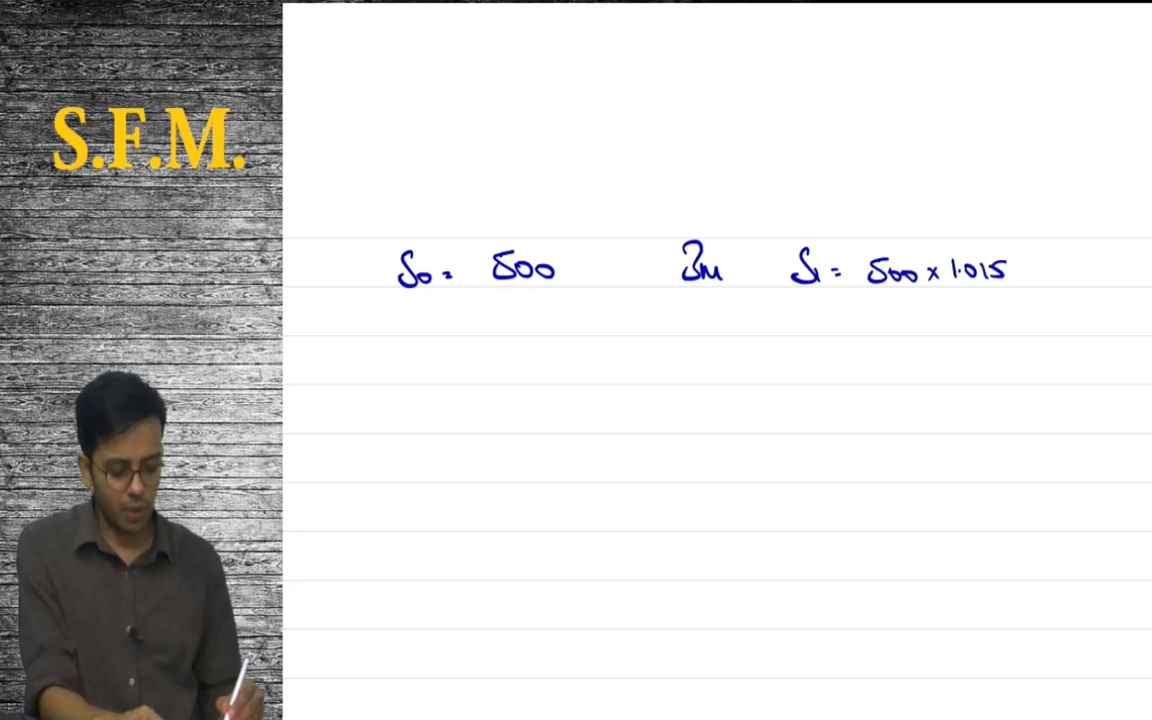 S.F.M.
S0 = 500 3m S1 = 500 × 1.015